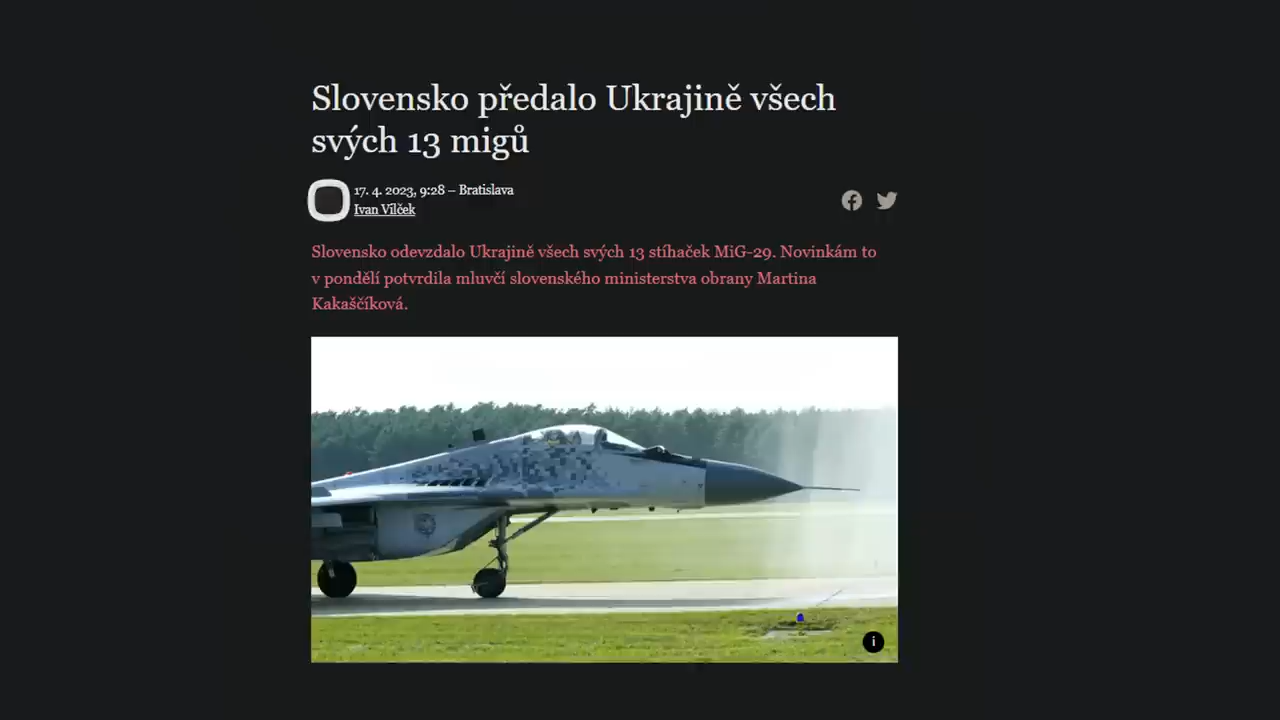 Slovensko předalo Ukrajině všech
svých 13 migů
17. 4. 2023, 9:28 – Bratislava
Ivan Vilček
Slovensko odevzdalo Ukrajině všech svých 13 stíhaček MiG-29. Novinkám to
v pondělí potvrdila mluvčí slovenského ministerstva obrany Martina
Kakaščíková.